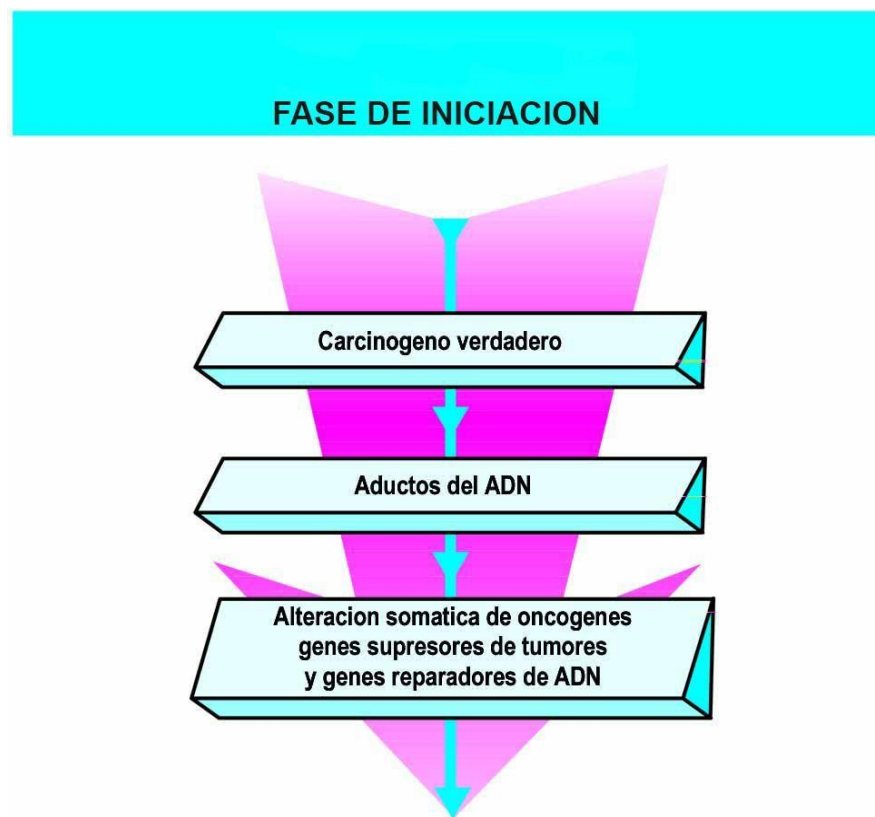 FASE DE INICIACION
Carcinogeno verdadero
Aductos del ADN
Alteracion somatica de oncogenes
genes supresores de tumores
y genes reparadores de ADN